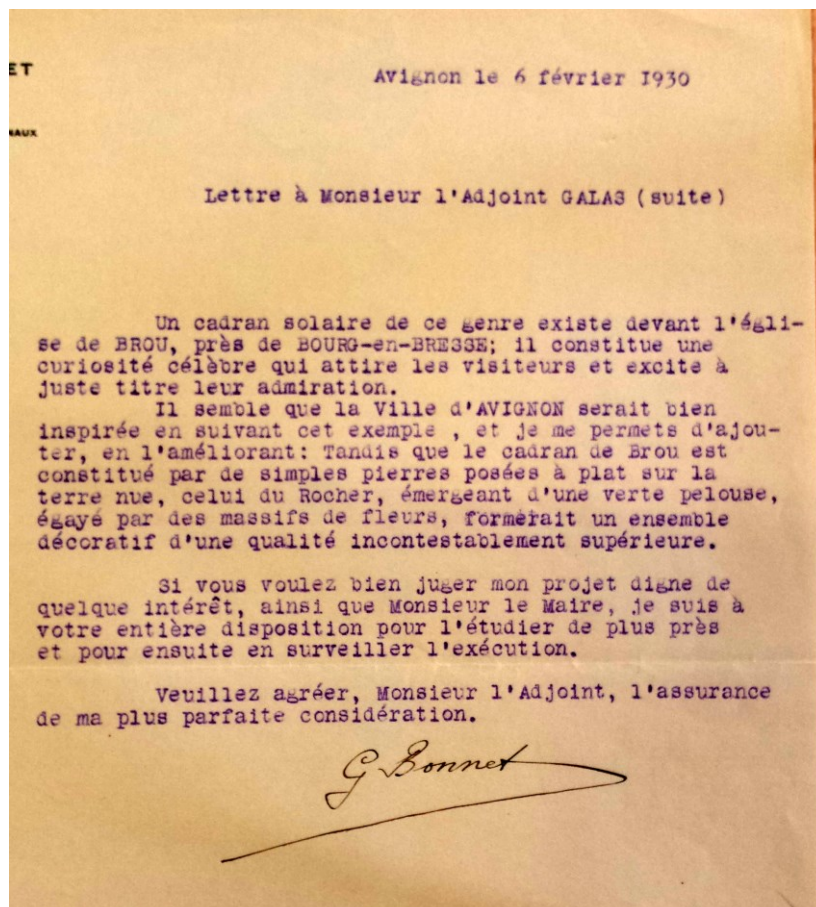 ET
Avignon le 6 février 1930
NAUX
Lettre à Monsieur l'Adjoint GALAS (suite)
Un cadran solaire de ce genre existe devant l'égli-
se de BROU, près de BOURG-en-BRESSE; il constitue une
curiosité célèbre qui attire les visiteurs et excite à
juste titre leur admiration.
Il semble que la Ville d'AVIGNON serait bien
inspirée en suivant cet exemple , et je me permets d'ajou-
ter, en l'améliorant: Tandis que le cadran de Brou est
constitué par de simples pierres posées à plat sur la
terre nue, celui du Rocher, émergeant d'une verte pelouse,
égayé par des massifs de fleurs, formerait un ensemble
décoratif d'une qualité incontestablement supérieure.
Si vous voulez bien juger mon projet digne de
quelque intérêt, ainsi que Monsieur le Maire, je suis à
votre entière disposition pour l'étudier de plus près
et pour ensuite en surveiller l'exécution.
Veuillez agréer, Monsieur l'Adjoint, l'assurance
de ma plus parfaite considération.
G Bonnet